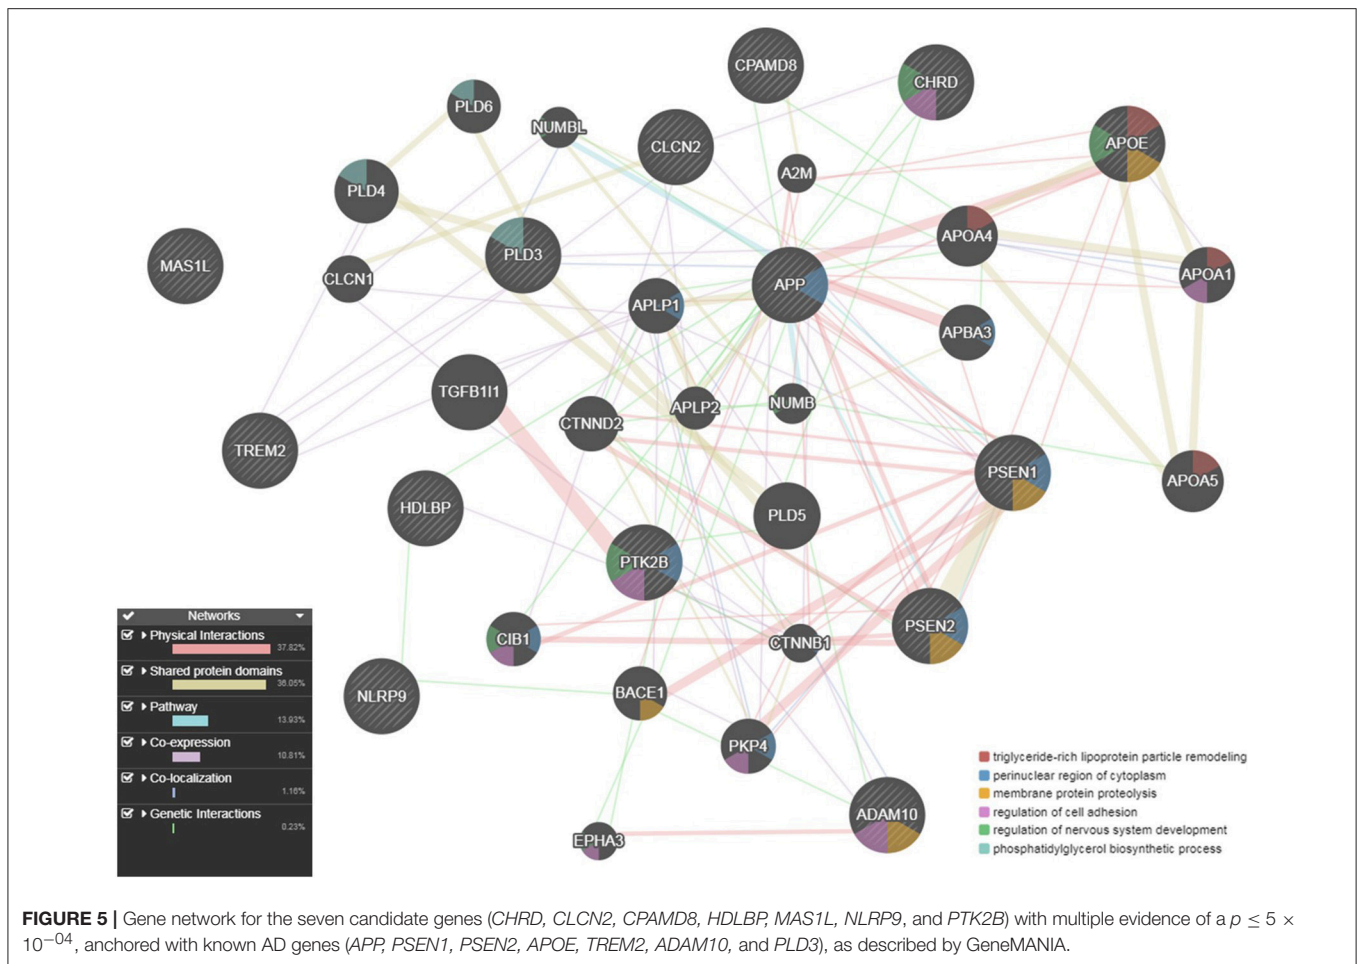 CPAMD8
CHRD
PLD6
NUMBL
CLCN2
APOE
A2M
PLD4
APOA4
PLD3
MAS1L
CLCN1
APP
APOA1
APLP1
APBA3
TGFB1I1
APLP2
NUMB
CTNND2
TREM2
PSEN1
APOA5
HDLBP
PLD5
PTK2B
PSEN2
CIB1
CTNNB1
NLRP9
BACE1
PKP4
ADAM10
EPHA3
Networks
Physical Interactions
37.82%
Shared protein domains
36.05%
Pathway
13.93%
Co-expression
10.81%
Co-localization
1.16%
Genetic Interactions
0.23%
triglyceride-rich lipoprotein particle remodeling
perinuclear region of cytoplasm
membrane protein proteolysis
regulation of cell adhesion
regulation of nervous system development
phosphatidylglycerol biosynthetic process
FIGURE 5 | Gene network for the seven candidate genes (CHRD, CLCN2, CPAMD8, HDLBP, MAS1L, NLRP9, and PTK2B) with multiple evidence of a p ≤ 5 ×
10−04, anchored with known AD genes (APP, PSEN1, PSEN2, APOE, TREM2, ADAM10, and PLD3), as described by GeneMANIA.